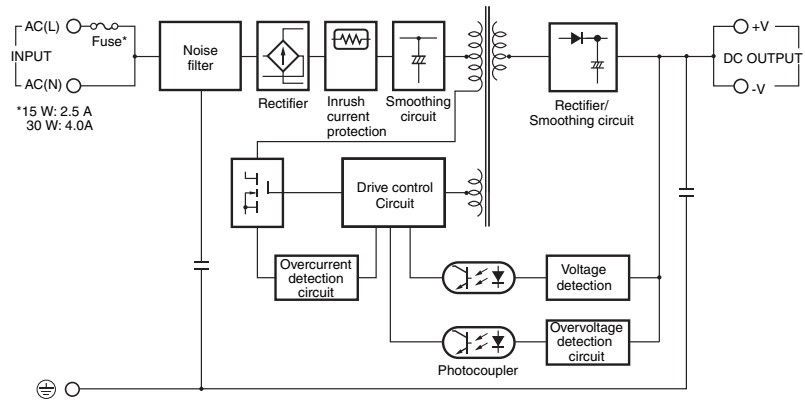 AC(L)
Fuse*
INPUT
AC(N)
*15 W: 2.5 A
30 W: 4.0A
Noise
filter
Rectifier
Inrush
current
protection
Smoothing
circuit
Rectifier/
Smoothing circuit
+V
DC OUTPUT
-V
Drive control
Circuit
Overcurrent
detection
circuit
Voltage
detection
Overvoltage
detection
circuit
Photocoupler